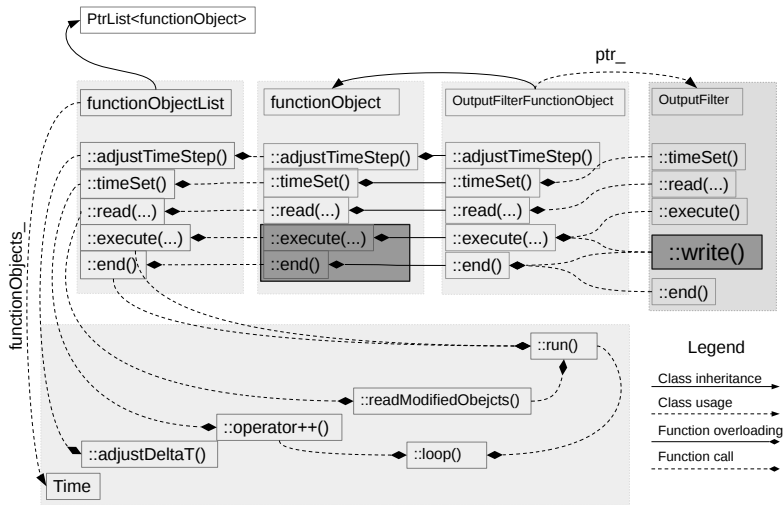 PtrList<functionObject>
ptr_
functionObjectList
functionObject
OutputFilterFunctionObject
OutputFilter
::adjustTimeStep()
::adjustTimeStep()
::adjustTimeStep()
::timeSet()
::timeSet()
::timeSet()
::timeSet()
::read(...)
::read(...)
::read(...)
::read(...)
::execute(...)
::execute(...)
::execute(...)
::execute()
::end()
::end()
::end()
::write()
::end()
functionObjects_
::run()
::readModifiedObejcts()
::operator++()
::adjustDeltaT()
::loop()
Time
Legend
Class inheritance
Class usage
Function overloading
Function call